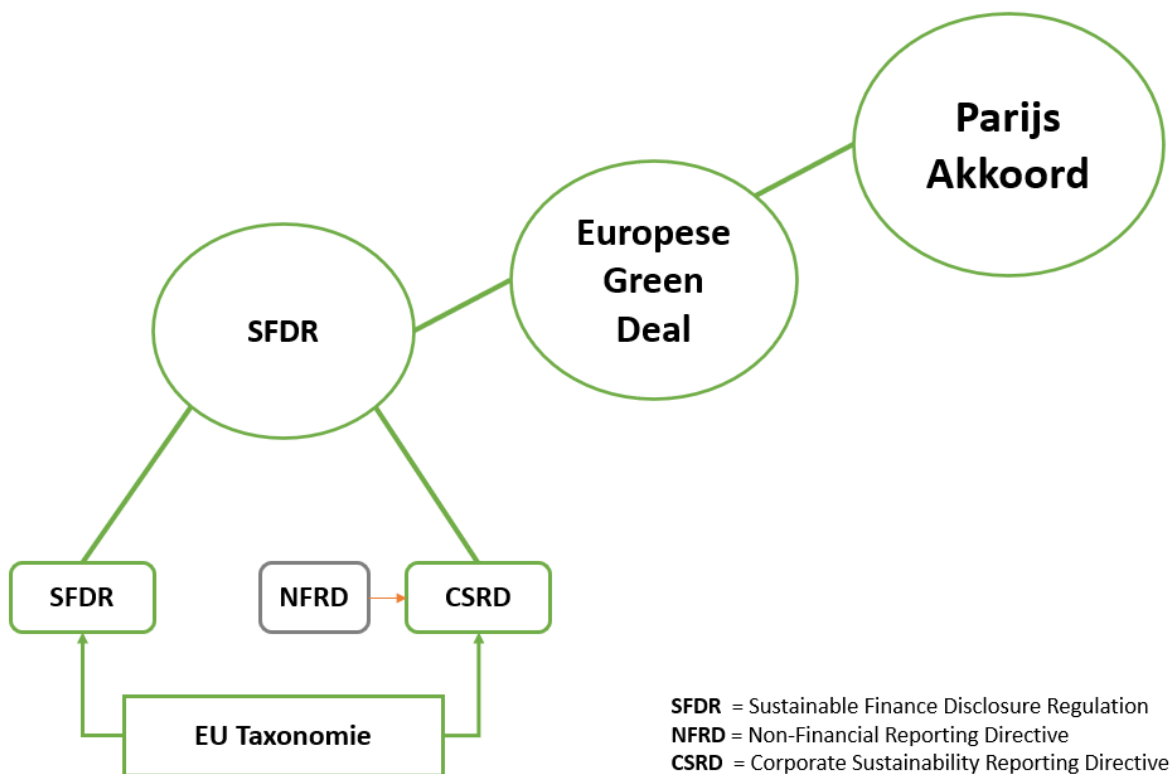 Parijs
Akkoord
Europese
Green
Deal
SFDR
SFDR
NFRD
CSRD
EU Taxonomie
SFDR = Sustainable Finance Disclosure Regulation
NFRD = Non-Financial Reporting Directive
CSRD = Corporate Sustainability Reporting Directive